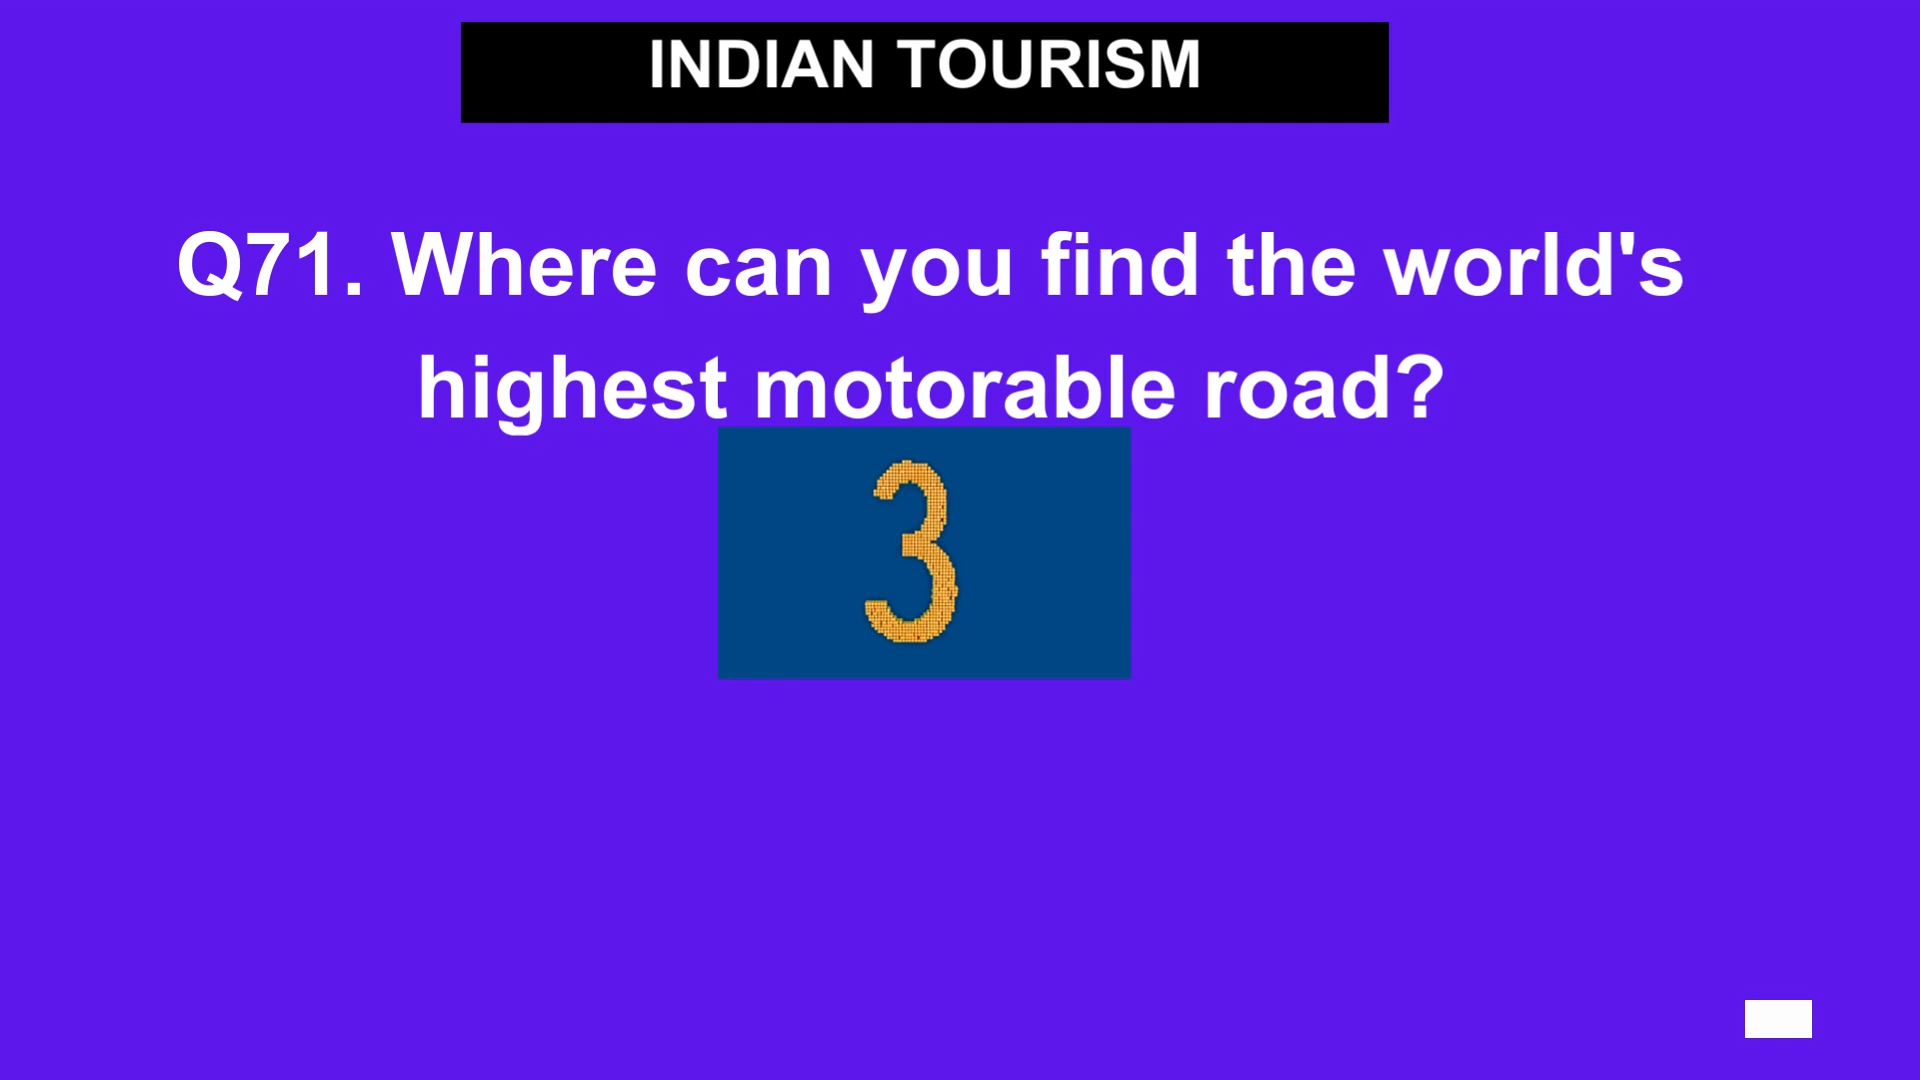 INDIAN TOURISM
Q71. Where can you find the world's
highest motorable road?
3